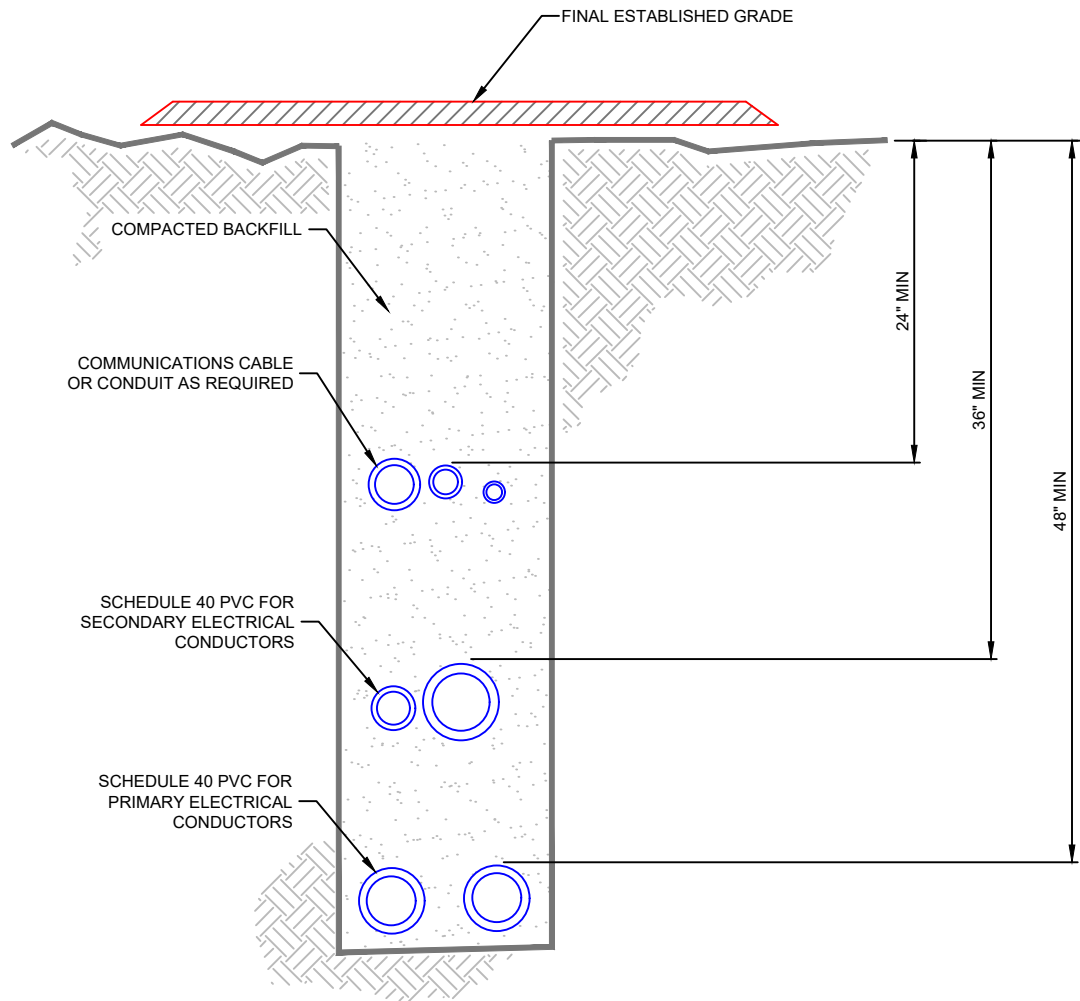 FINAL ESTABLISHED GRADE
COMPACTED BACKFILL
24" MIN
COMMUNICATIONS CABLE
OR CONDUIT AS REQUIRED
36" MIN
48" MIN
SCHEDULE 40 PVC FOR
SECONDARY ELECTRICAL
CONDUCTORS
SCHEDULE 40 PVC FOR
PRIMARY ELECTRICAL
CONDUCTORS